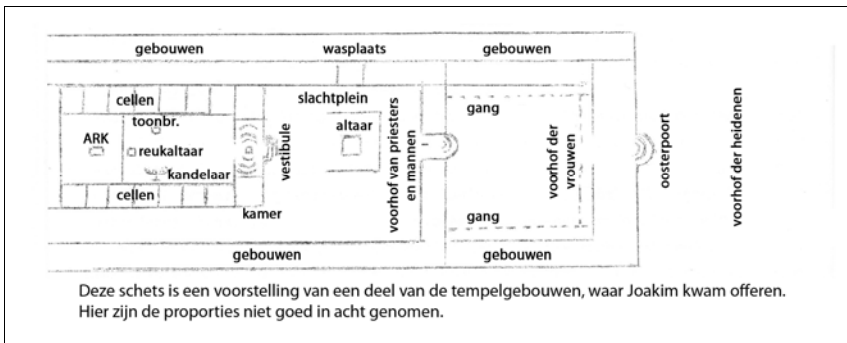 gebouwen wasplaats gebouwen
cellen slachtplein gang
toonbr. altaar
ARK reukaltaar
kandelaar
vestibule
voorhof van priesters
en mannen
voorhof der
vrouwen
oosterpoort
voorhof der heidenen
cellen
kamer gang
gebouwen gebouwen
Deze schets is een voorstelling van een deel van de tempelgebouwen, waar Joakim kwam offeren.
Hier zijn de proporties niet goed in acht genomen.